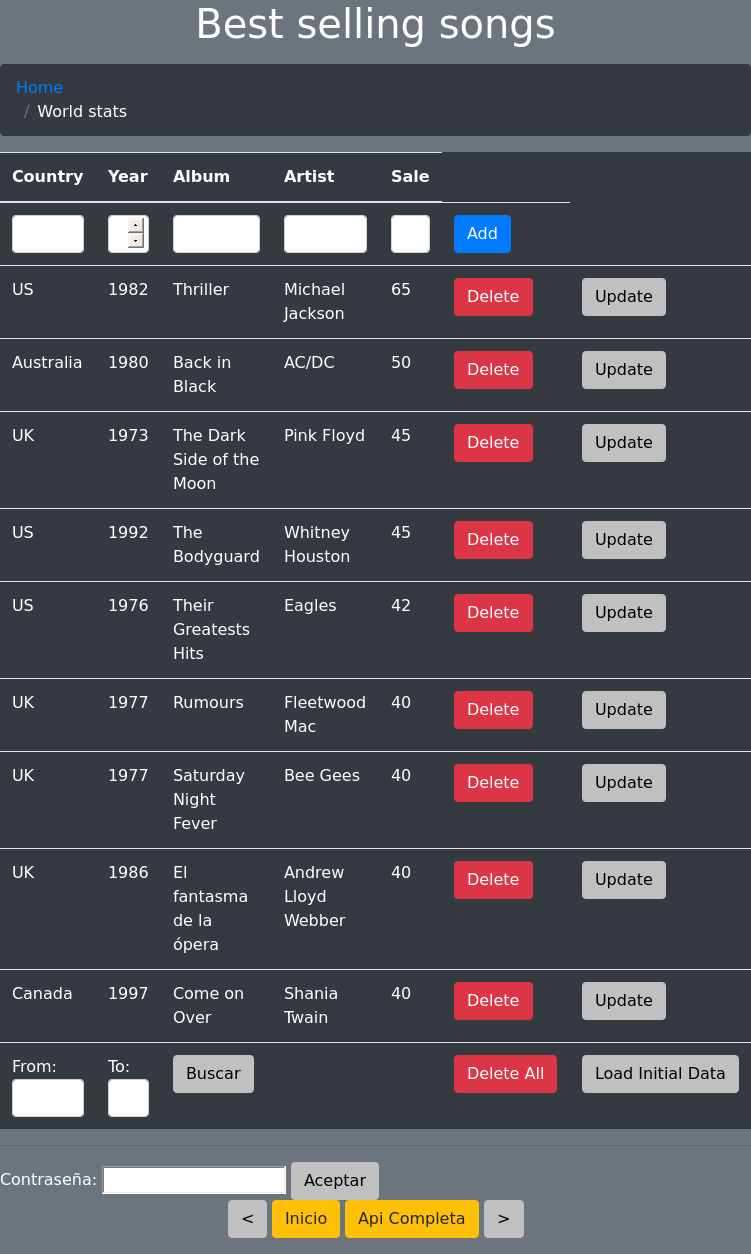 Best selling songs
Home
/ World stats
Country Year Album Artist Sale
Add
US 1982 Thriller Michael 65 Delete Update
Jackson
Australia 1980 Back in AC/DC 50 Delete Update
Black
UK 1973 The Dark Pink Floyd 45 Delete Update
Side of the
Moon
US 1992 The Whitney 45 Delete Update
Bodyguard Houston
US 1976 Their Eagles 42 Delete Update
Greatests
Hits
UK 1977 Rumours Fleetwood 40 Delete Update
Mac
UK 1977 Saturday Bee Gees 40 Delete Update
Night
Fever
UK 1986 El Andrew 40 Delete Update
fantasma Lloyd
de la Webber
ópera
Canada 1997 Come on Shania 40 Delete Update
Over Twain
From: To: Buscar Delete All Load Initial Data
Contraseña: Aceptar
< Inicio Api Completa >